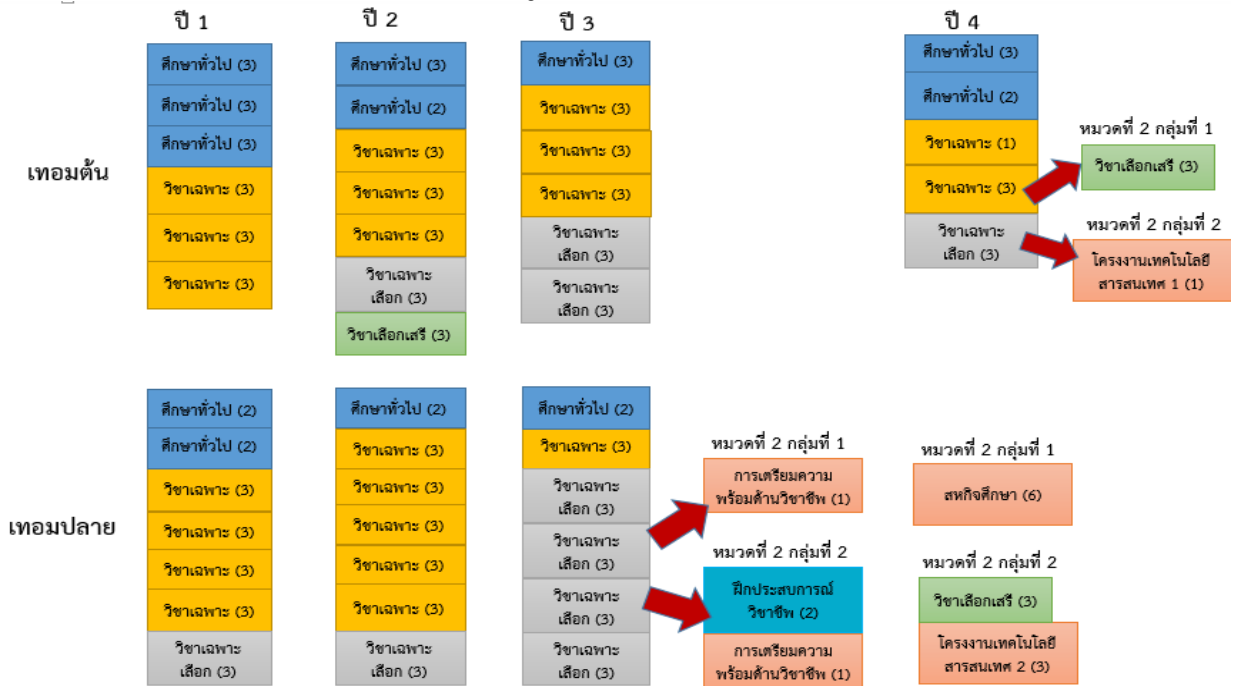 ปี 1
ปี 2
ปี 3
ปี 4
เทอมต้น
ศึกษาทั่วไป (3)
ศึกษาทั่วไป (3)
ศึกษาทั่วไป (3)
วิชาเฉพาะ (3)
วิชาเฉพาะ (3)
วิชาเฉพาะ (3)
ศึกษาทั่วไป (3)
ศึกษาทั่วไป (2)
วิชาเฉพาะ (3)
วิชาเฉพาะ (3)
วิชาเฉพาะ (3)
วิชาเฉพาะ
เลือก (3)
วิชาเลือกเสรี (3)
ศึกษาทั่วไป (3)
วิชาเฉพาะ (3)
วิชาเฉพาะ (3)
วิชาเฉพาะ (3)
วิชาเฉพาะ
เลือก (3)
วิชาเฉพาะ
เลือก (3)
ศึกษาทั่วไป (3)
ศึกษาทั่วไป (2)
วิชาเฉพาะ (1)
วิชาเฉพาะ (3)
วิชาเฉพาะ
เลือก (3)
หมวดที่ 2 กลุ่มที่ 1
วิชาเลือกเสรี (3)
หมวดที่ 2 กลุ่มที่ 2
โครงงานเทคโนโลยี
สารสนเทศ 1 (1)
เทอมปลาย
ศึกษาทั่วไป (2)
ศึกษาทั่วไป (2)
วิชาเฉพาะ (3)
วิชาเฉพาะ (3)
วิชาเฉพาะ (3)
วิชาเฉพาะ (3)
วิชาเฉพาะ
เลือก (3)
ศึกษาทั่วไป (2)
วิชาเฉพาะ (3)
วิชาเฉพาะ (3)
วิชาเฉพาะ (3)
วิชาเฉพาะ (3)
วิชาเฉพาะ (3)
วิชาเฉพาะ
เลือก (3)
ศึกษาทั่วไป (2)
วิชาเฉพาะ (3)
วิชาเฉพาะ
เลือก (3)
วิชาเฉพาะ
เลือก (3)
วิชาเฉพาะ
เลือก (3)
วิชาเฉพาะ
เลือก (3)
หมวดที่ 2 กลุ่มที่ 1
การเตรียมความ
พร้อมด้านวิชาชีพ (1)
หมวดที่ 2 กลุ่มที่ 2
ฝึกประสบการณ์
วิชาชีพ (2)
การเตรียมความ
พร้อมด้านวิชาชีพ (1)
หมวดที่ 2 กลุ่มที่ 1
สหกิจศึกษา (6)
หมวดที่ 2 กลุ่มที่ 2
วิชาเลือกเสรี (3)
โครงงานเทคโนโลยี
สารสนเทศ 2 (3)